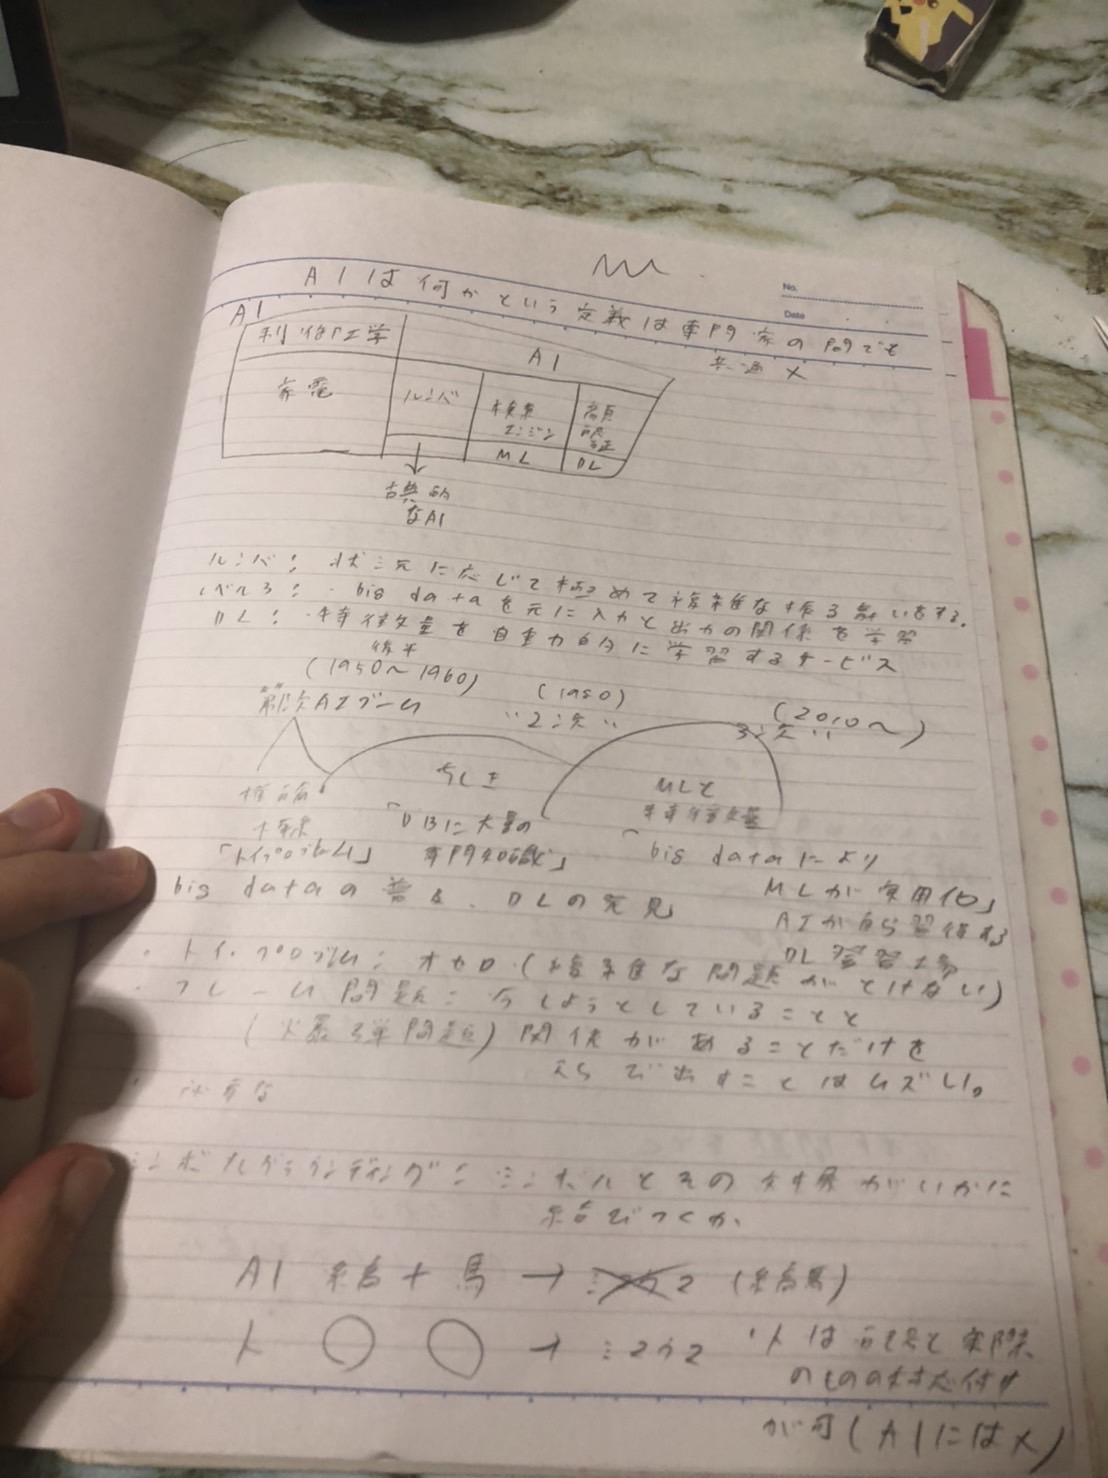 No.
Date
AIは何かという定義は専門家の間でも
共通 ×
AI
制御工学
AI
家電
ルンバ
検索
エンジン
顔
認
証
ML
DL
古典的
なAI
ルンバ: 状況に応じて極めて複雑な振る舞いをする。
レベル3: ・big dataを元に入力と出力の関係を学習
DL: ・特徴量を自動的に学習するサービス
後半
(1950〜1960)
(1980)
(2010〜)
第1次AIブーム
〃2次〃
3次〃
推論
探索
ちしき
MLと
特徴量
「トイプロブレム」
「DBに大量の
専門知識」
「big dataにより
MLが実用化」
big dataの普及、DLの発見
AIが自ら習得する
DL登場
・トイ・プロブレム: オセロ・(複雑な問題がとけない)
・フレーム問題: 今しようとしていることと
(爆弾問題) 関係があることだけを
えらび出すことはムズい。
シンボルグラウンディング: シンボルとその対象がいかに
結びつくか、
AI 縞 + 馬 → (縞馬)
人 ○ ○ → ミ2
人は記号と実際
のものの対応付け
が可(AIには×)